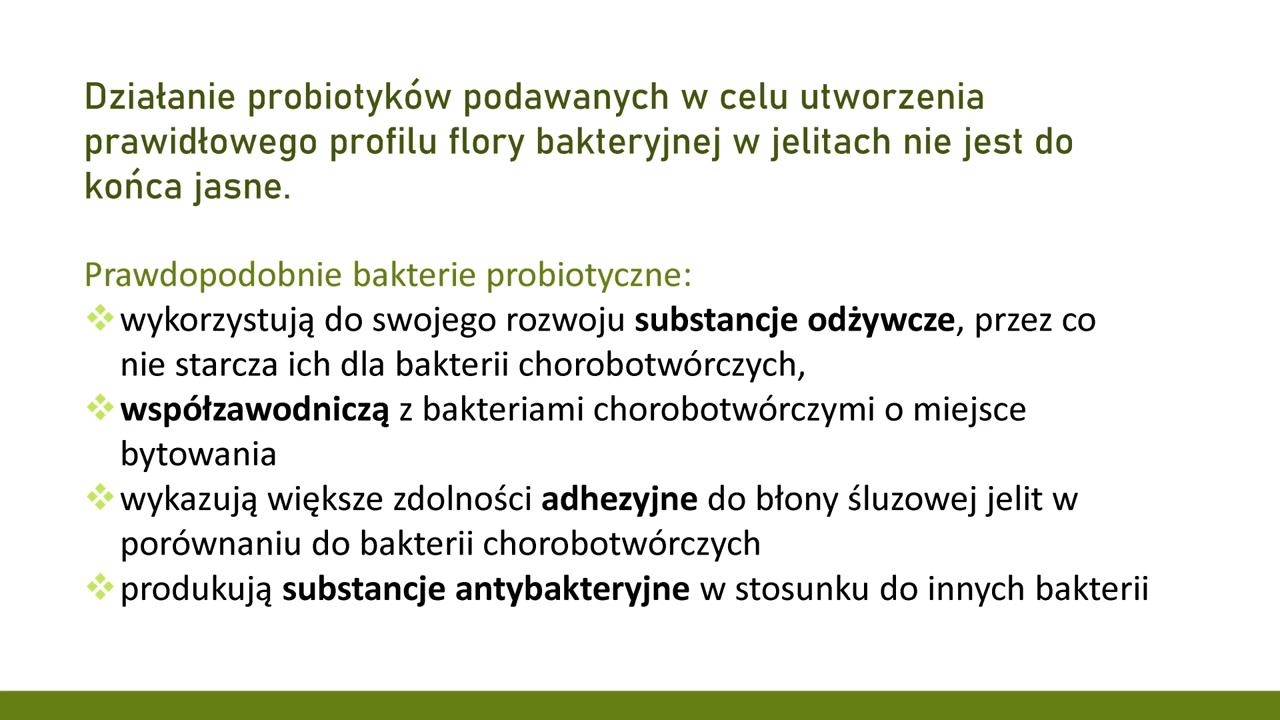 Działanie probiotyków podawanych w celu utworzenia
prawidłowego profilu flory bakteryjnej w jelitach nie jest do
końca jasne.
Prawdopodobnie bakterie probiotyczne:
❖wykorzystują do swojego rozwoju substancje odżywcze, przez co
nie starcza ich dla bakterii chorobotwórczych,
❖współzawodniczą z bakteriami chorobotwórczymi o miejsce
bytowania
❖wykazują większe zdolności adhezyjne do błony śluzowej jelit w
porównaniu do bakterii chorobotwórczych
❖produkują substancje antybakteryjne w stosunku do innych bakterii